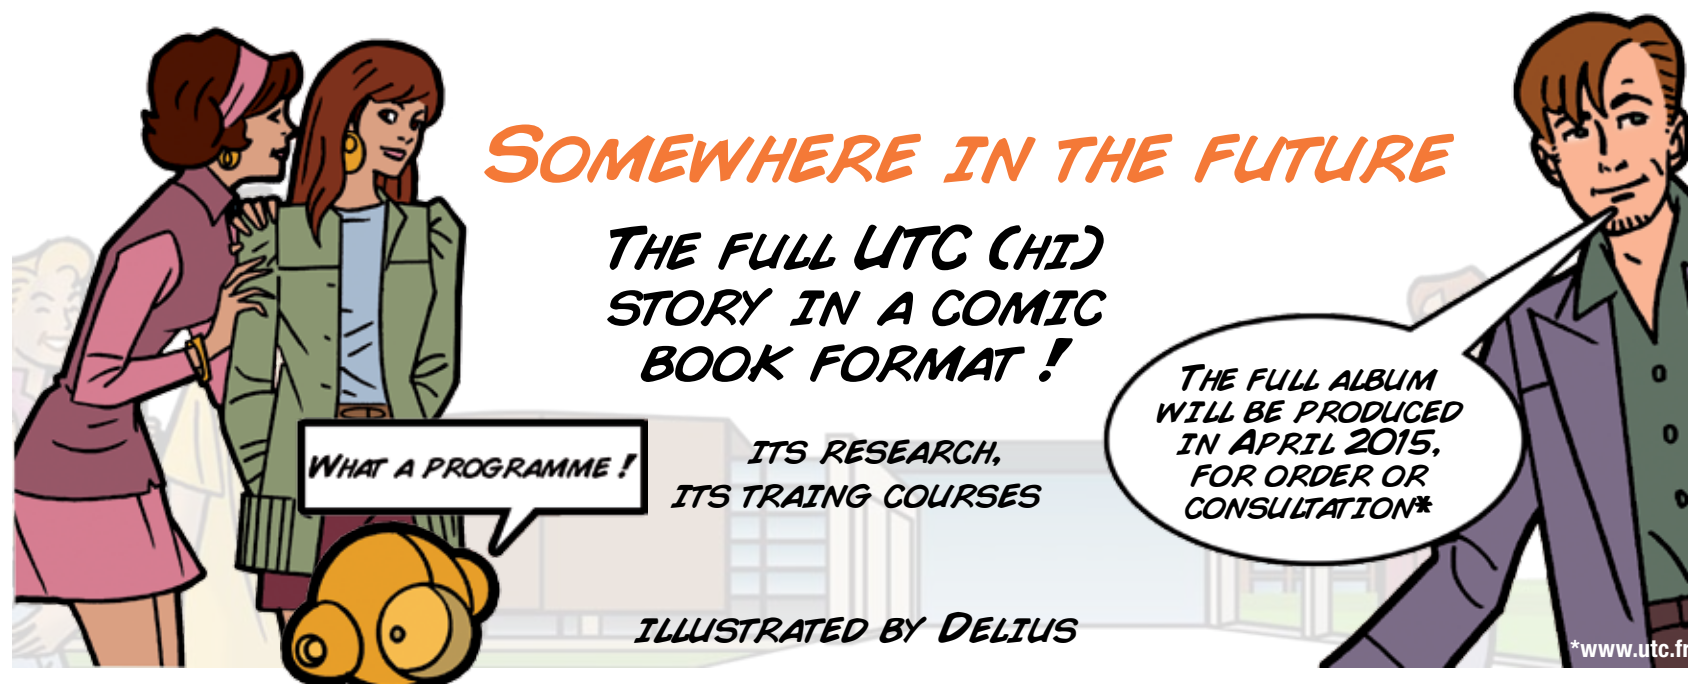 Somewhere in the future
The full UTC (hi)
story in a comic
book format !
What a programme !
its research,
its traing courses
The full album
will be produced
in April 2015,
for order or
consultation*
illustrated by Delius
*www.utc.fr